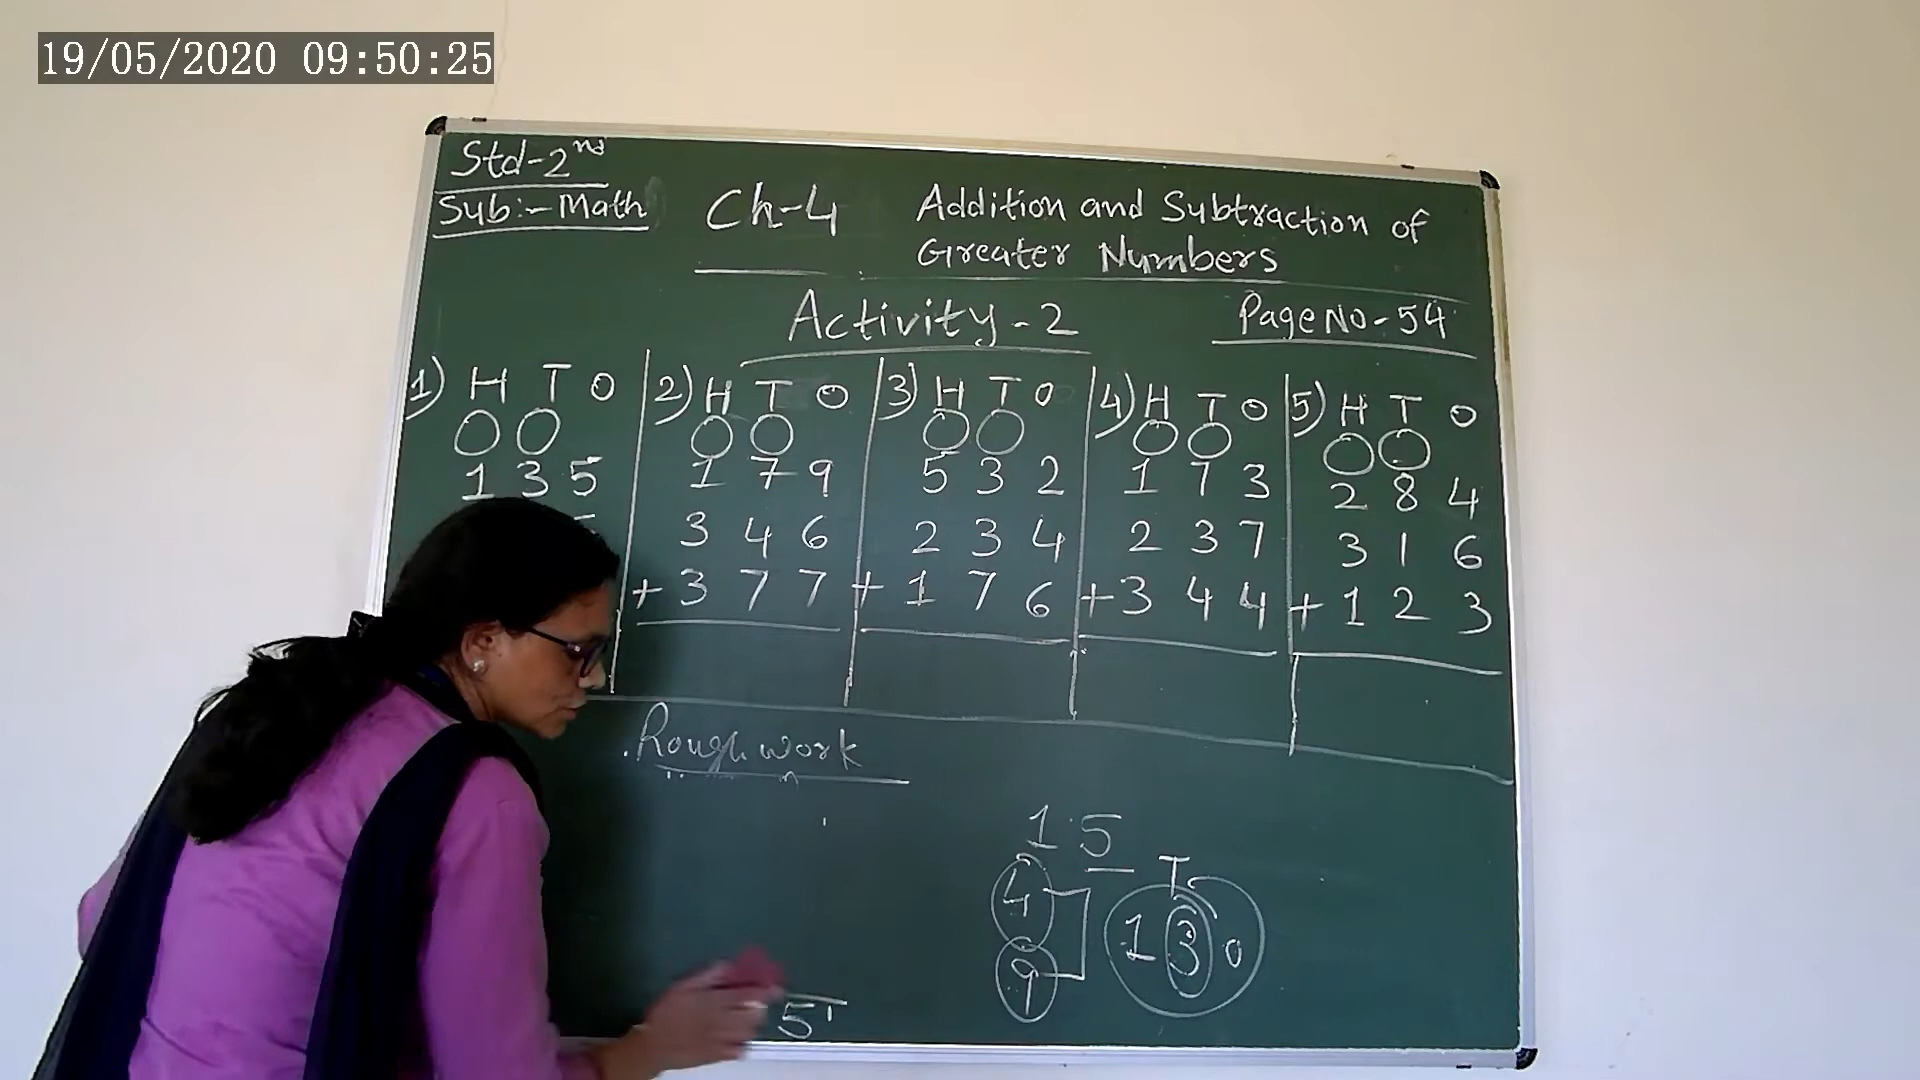 19/05/2020 09:50:25
Std-2nd
Sub:- Math
Ch-4 Addition and Subtraction of
Greater Numbers
Activity-2
Page No-54
1) H T O
1 3 5
2) H T O
1 7 9
3 4 6
+ 3 7 7
3) H T O
5 3 2
2 3 4
+ 1 7 6
4) H T O
1 7 3
2 3 7
+ 3 4 4
5) H T O
2 8 4
3 1 6
+ 1 2 3
Rough work
1 5
4
9
T
1 3 0
5